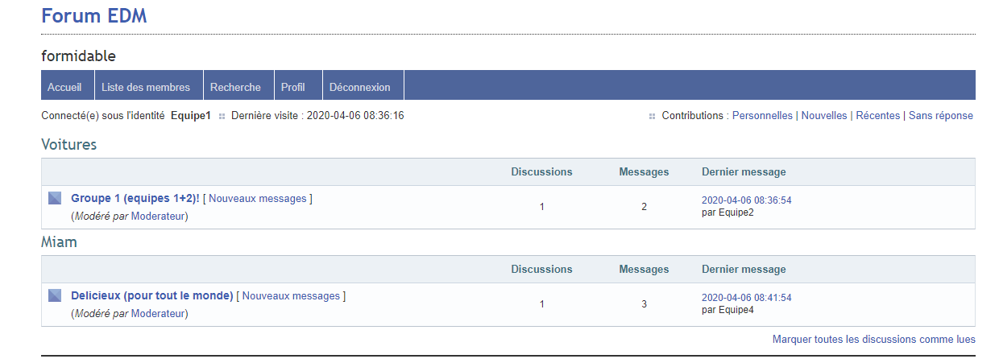 Forum EDM
formidable
Accueil Liste des membres Recherche Profil Déconnexion
Connecté(e) sous l'identité Equipe1 Dernière visite : 2020-04-06 08:36:16 Contributions : Personnelles | Nouvelles | Récentes | Sans réponse
Voitures
Discussions Messages Dernier message
Groupe 1 (equipes 1+2)! [ Nouveaux messages ] 1 2 2020-04-06 08:36:54
(Modéré par Moderateur) par Equipe2
Miam
Discussions Messages Dernier message
Delicieux (pour tout le monde) [ Nouveaux messages ] 1 3 2020-04-06 08:41:54
(Modéré par Moderateur) par Equipe4
Marquer toutes les discussions comme lues